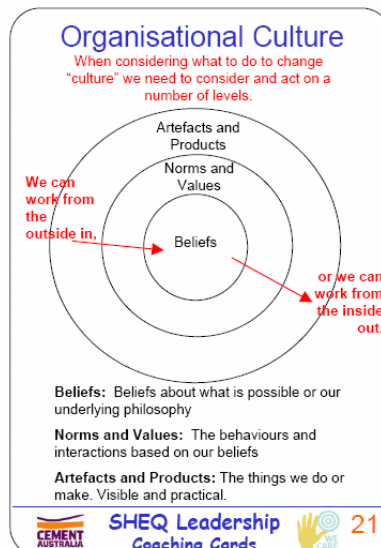 Organisational Culture
When considering what to do to change
“culture” we need to consider and act on a
number of levels.
Artefacts and
Products
Norms and
Values
We can
work from
the
outside in,
Beliefs
or we can
work from
the inside
out.
Beliefs: Beliefs about what is possible or our
underlying philosophy
Norms and Values: The behaviours and
interactions based on our beliefs
Artefacts and Products: The things we do or
make. Visible and practical.
CEMENT
AUSTRALIA
SHEQ Leadership
Coaching Cards
WE
CARE
21